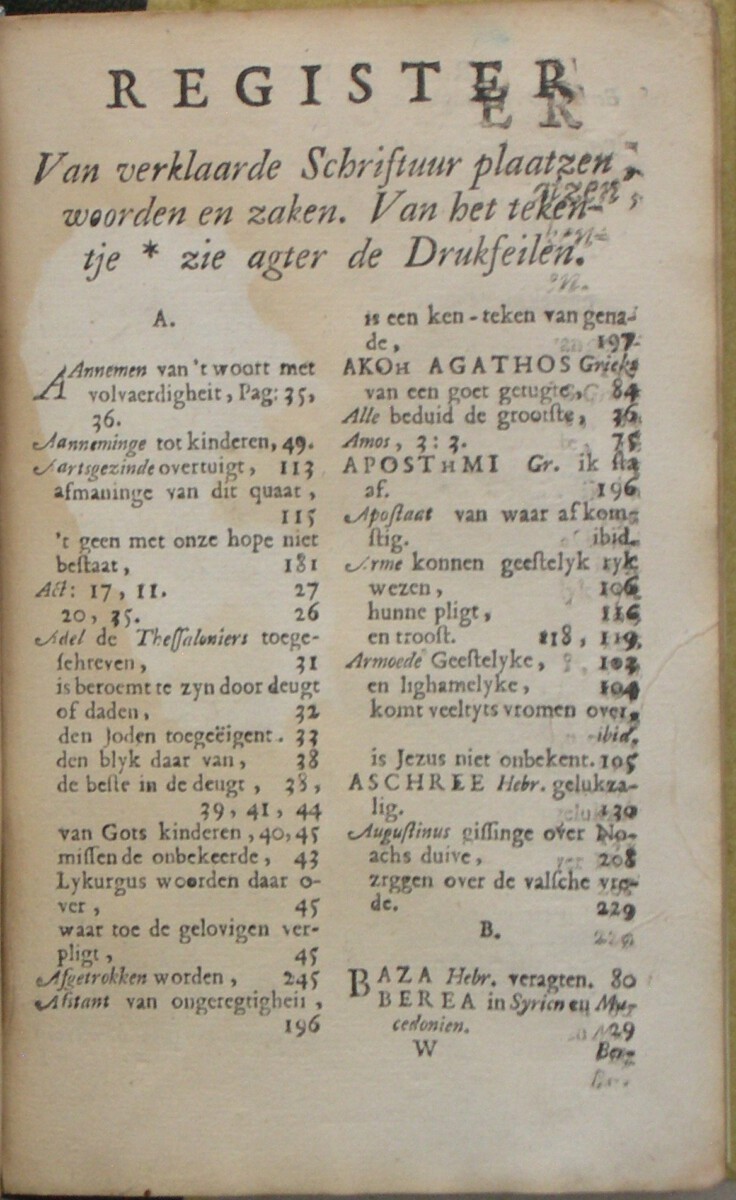 REGISTER
Van verklaarde Schriftuur plaatzen,
woorden en zaken. Van het teken-
tje * zie agter de Drukfeilen.
A.
AAnnemen van 't woort met
volvaerdigheit, Pag: 35,
36.
Aanneminge tot kinderen, 49.
Aartsgezinde overtuigt, 113
afmaninge van dit quaat,
115
't geen met onze hope niet
bestaat, 181
Act: 17, 11. 27
20, 35. 26
Adel de Thessaloniers toege-
schreven, 31
is beroemt te zyn door deugt
of daden, 32
den Joden toegeëigent. 33
den blyk daar van, 38
de beste in de deugt, 38,
39, 41, 44
van Gots kinderen, 40, 45
missende onbekeerde, 43
Lykurgus woorden daar o-
ver, 45
waar toe de gelovigen ver-
pligt, 45
Afgetrokken worden, 245
Afstant van ongeregtigheit,
196
is een ken-teken van gena-
de, 197
AKOH AGATHOS Grieks
van een goet gerugte, 84
Alle beduid de grootste, 36
Amos, 3: 3. 75
APOSTHMI Gr. ik sta
af. 196
Apostaat van waar afkom-
stig. ibid.
Arme konnen geestelyk ryk
wezen, 106
hunne pligt, 116
en troost. 118, 119
Armoede Geestelyke, 103
en lighamelyke, 104
komt veeltyts vromen over,
ibid.
is Jezus niet onbekent. 105
ASCHREE Hebr. gelukza-
lig. 130
Augustinus gissinge over No-
achs duive, 208
zrggen over de valsche vre-
de. 229
B.
BAZA Hebr. veragten. 80
BEREA in Syrien en Ma-
cedonien. 29
W Ber-